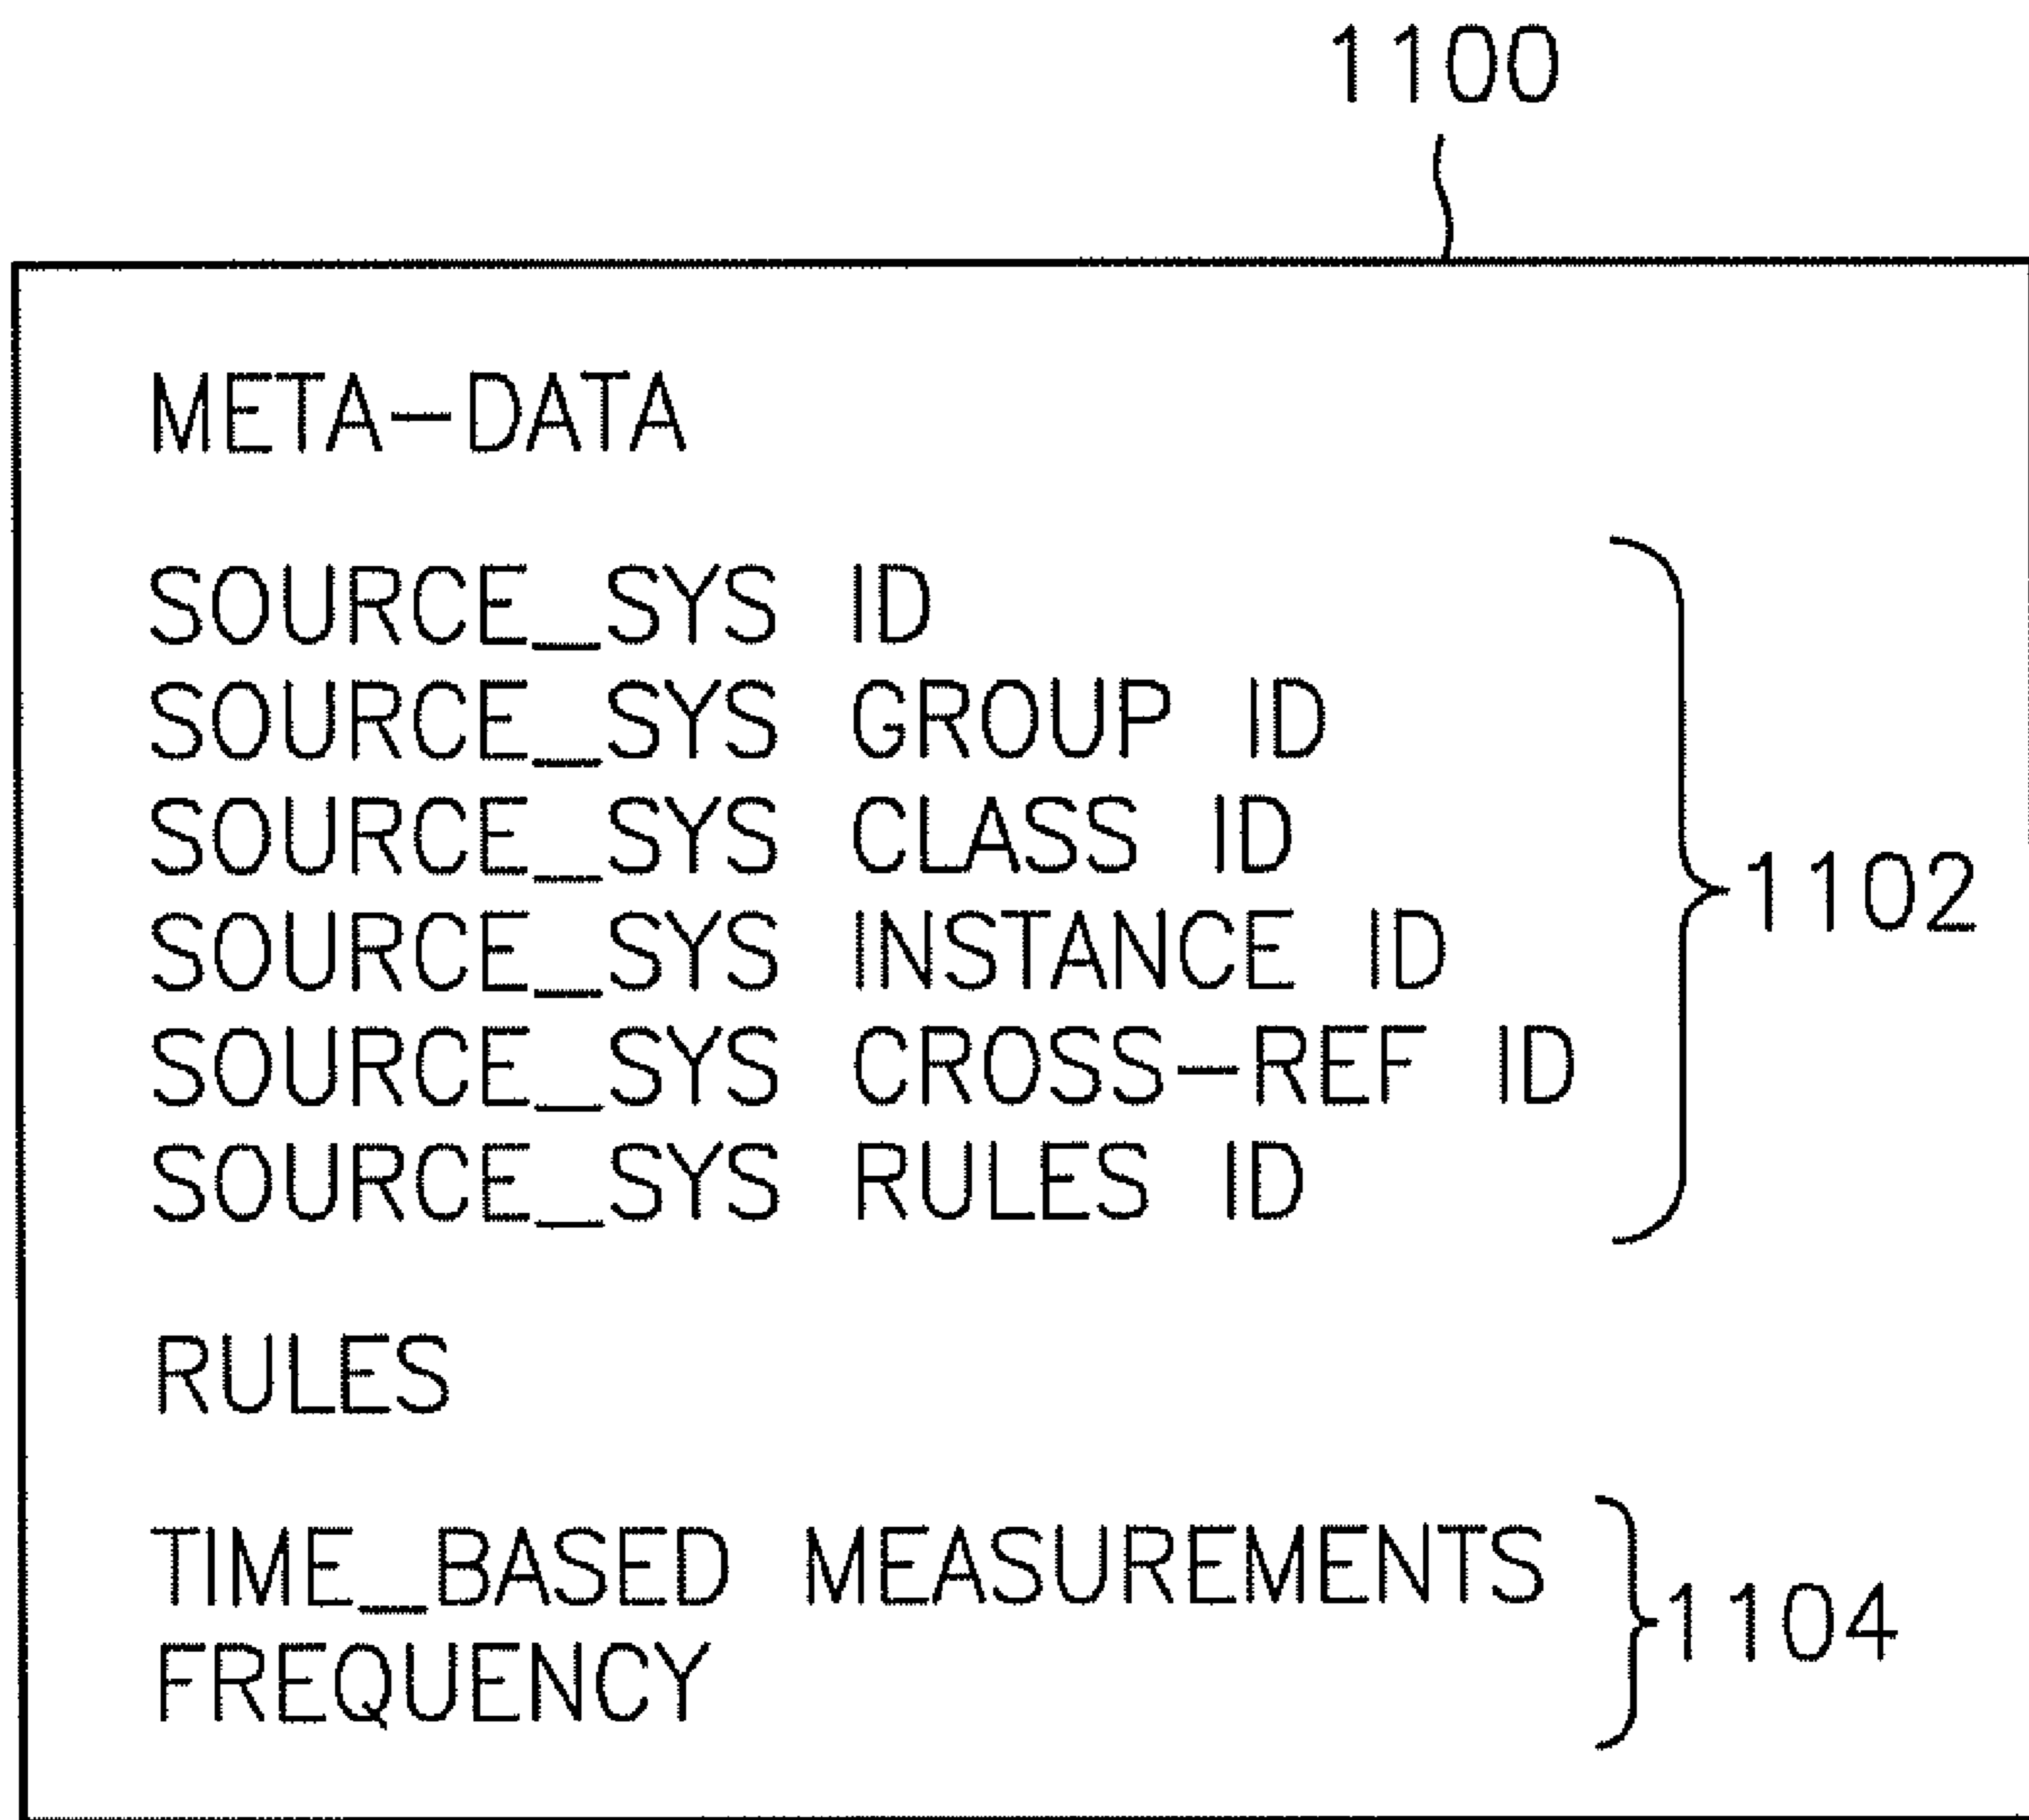 1100
META-DATA
SOURCE_SYS ID
SOURCE_SYS GROUP ID
SOURCE_SYS CLASS ID
SOURCE_SYS INSTANCE ID
SOURCE_SYS CROSS-REF ID
SOURCE_SYS RULES ID
1102
RULES
TIME_BASED MEASUREMENTS
FREQUENCY
1104